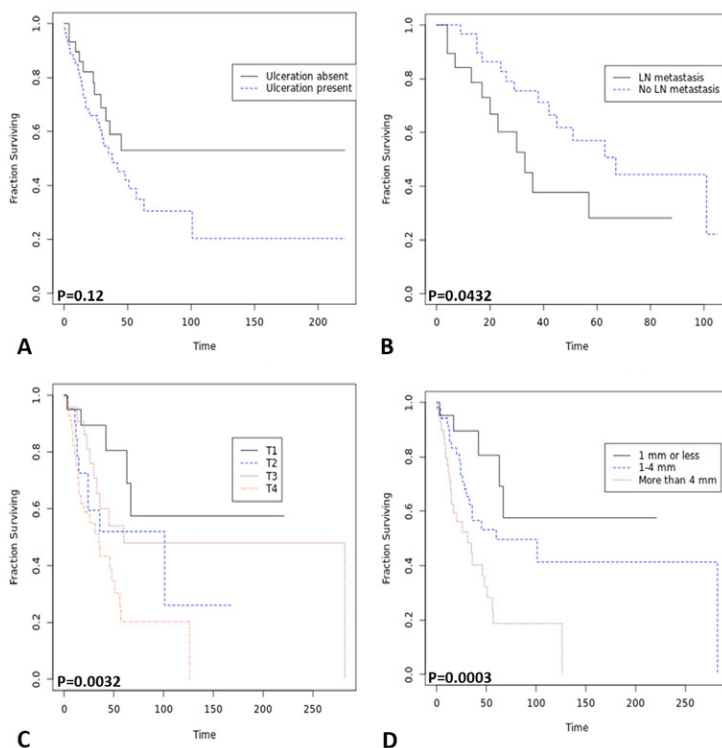 Fraction Surviving
1.0
0.8
0.6
0.4
0.2
0.0
Ulceration absent
Ulceration present
P=0.12
0 50 100 150 200
Time
A
Fraction Surviving
1.0
0.8
0.6
0.4
0.2
0.0
LN metastasis
No LN metastasis
P=0.0432
0 20 40 60 80 100
Time
B
Fraction Surviving
1.0
0.8
0.6
0.4
0.2
0.0
T1
T2
T3
T4
P=0.0032
0 50 100 150 200 250
Time
C
Fraction Surviving
1.0
0.8
0.6
0.4
0.2
0.0
1 mm or less
1-4 mm
More than 4 mm
P=0.0003
0 50 100 150 200 250
Time
D